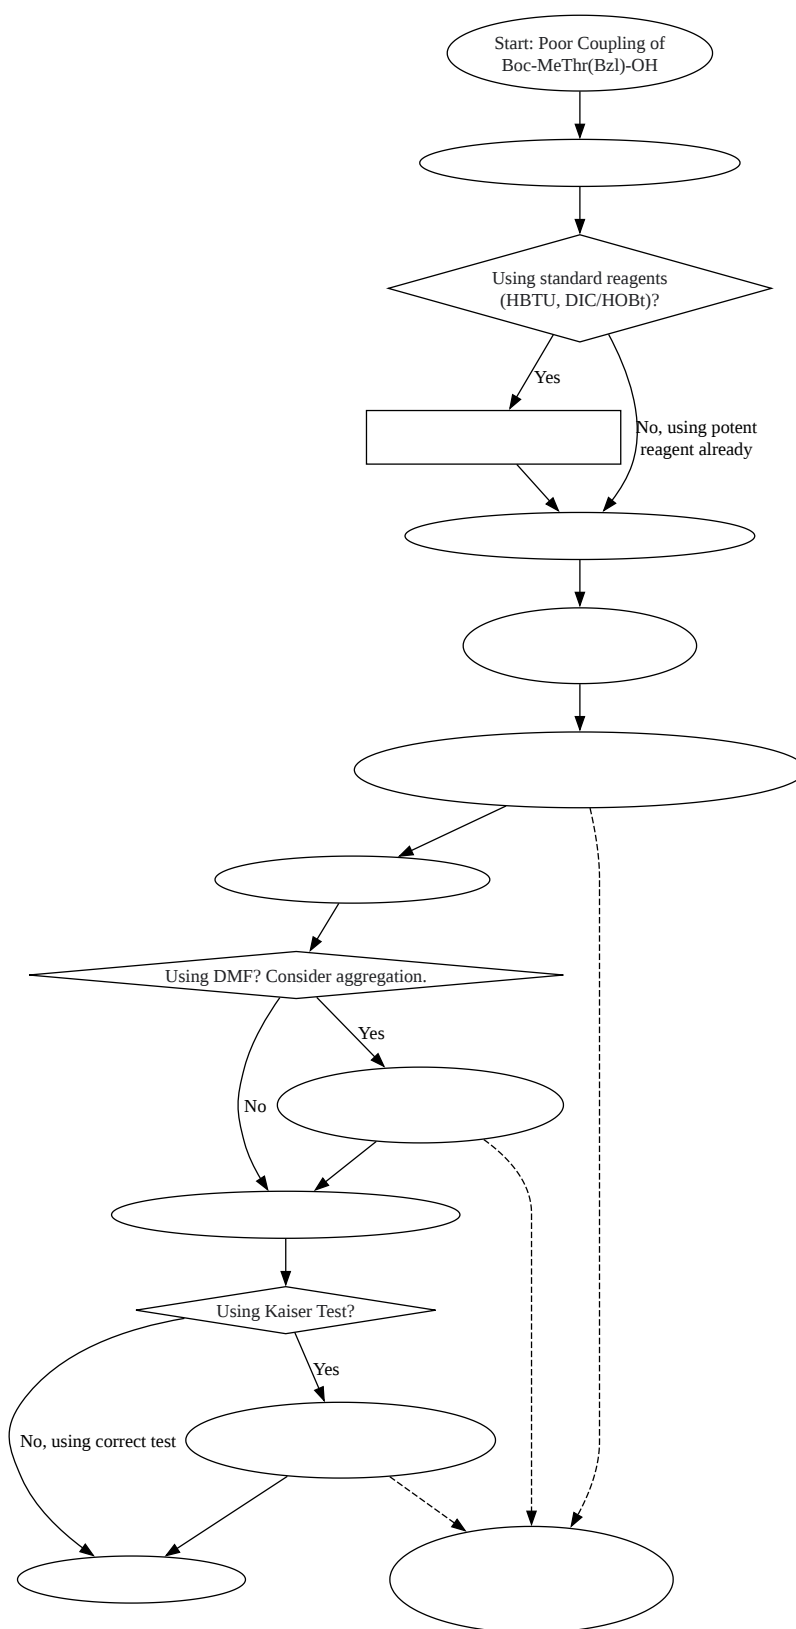 Start: Poor Coupling of
Boc-MeThr(Bzl)-OH
Using standard reagents
(HBTU, DIC/HOBt)?
Yes
No, using potent
reagent already
Using DMF? Consider aggregation.
Yes
No
Using Kaiser Test?
Yes
No, using correct test